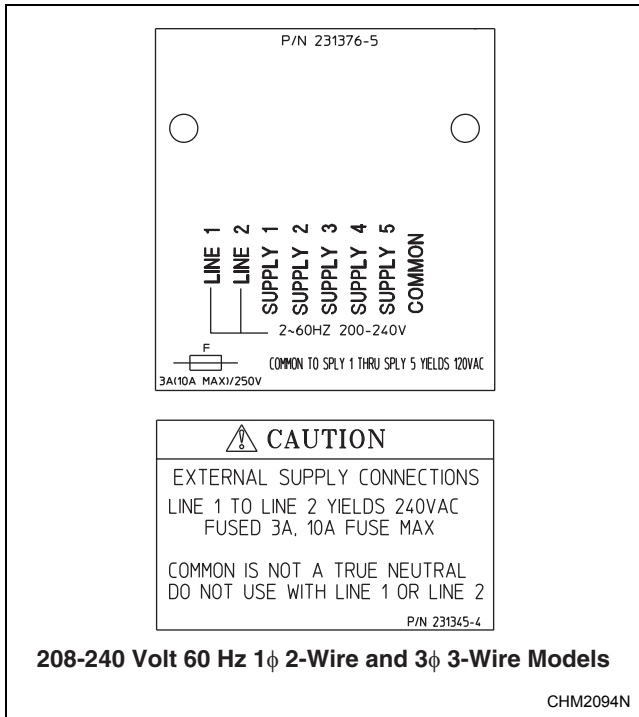 P/N 231376-5
LINE 1
LINE 2
SUPPLY 1
SUPPLY 2
SUPPLY 3
SUPPLY 4
SUPPLY 5
COMMON
2~60HZ 200-240V
F
3A(10A MAX)/250V
COMMON TO SPLY 1 THRU SPLY 5 YIELDS 120VAC
CAUTION
EXTERNAL SUPPLY CONNECTIONS
LINE 1 TO LINE 2 YIELDS 240VAC
FUSED 3A, 10A FUSE MAX
COMMON IS NOT A TRUE NEUTRAL
DO NOT USE WITH LINE 1 OR LINE 2
P/N 231345-4
208-240 Volt 60 Hz 1ϕ 2-Wire and 3ϕ 3-Wire Models
CHM2094N